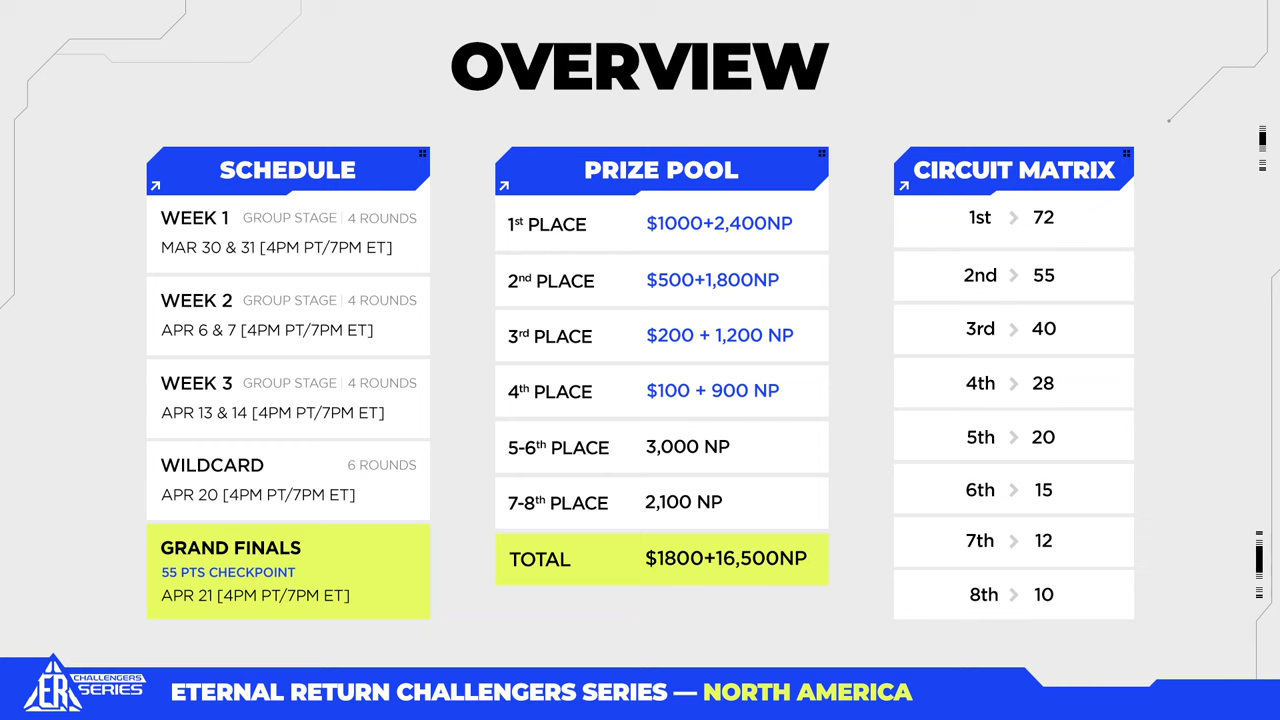 OVERVIEW
SCHEDULE
WEEK 1 GROUP STAGE | 4 ROUNDS
MAR 30 & 31 [4PM PT/7PM ET]
WEEK 2 GROUP STAGE | 4 ROUNDS
APR 6 & 7 [4PM PT/7PM ET]
WEEK 3 GROUP STAGE | 4 ROUNDS
APR 13 & 14 [4PM PT/7PM ET]
WILDCARD 6 ROUNDS
APR 20 [4PM PT/7PM ET]
GRAND FINALS
55 PTS CHECKPOINT
APR 21 [4PM PT/7PM ET]
PRIZE POOL
1st PLACE $1000+2,400NP
2nd PLACE $500+1,800NP
3rd PLACE $200 + 1,200 NP
4th PLACE $100 + 900 NP
5-6th PLACE 3,000 NP
7-8th PLACE 2,100 NP
TOTAL $1800+16,500NP
CIRCUIT MATRIX
1st > 72
2nd > 55
3rd > 40
4th > 28
5th > 20
6th > 15
7th > 12
8th > 10
ER CHALLENGERS SERIES
ETERNAL RETURN CHALLENGERS SERIES — NORTH AMERICA